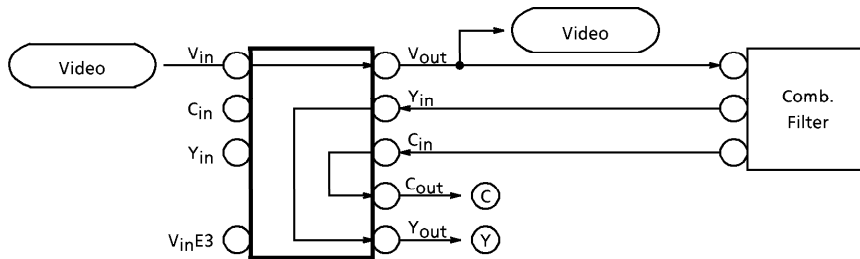 Video
Video
Vin
Vout
Cin
Yin
Comb.
Filter
Yin
Cin
Cout
C
VinE3
Yout
Y